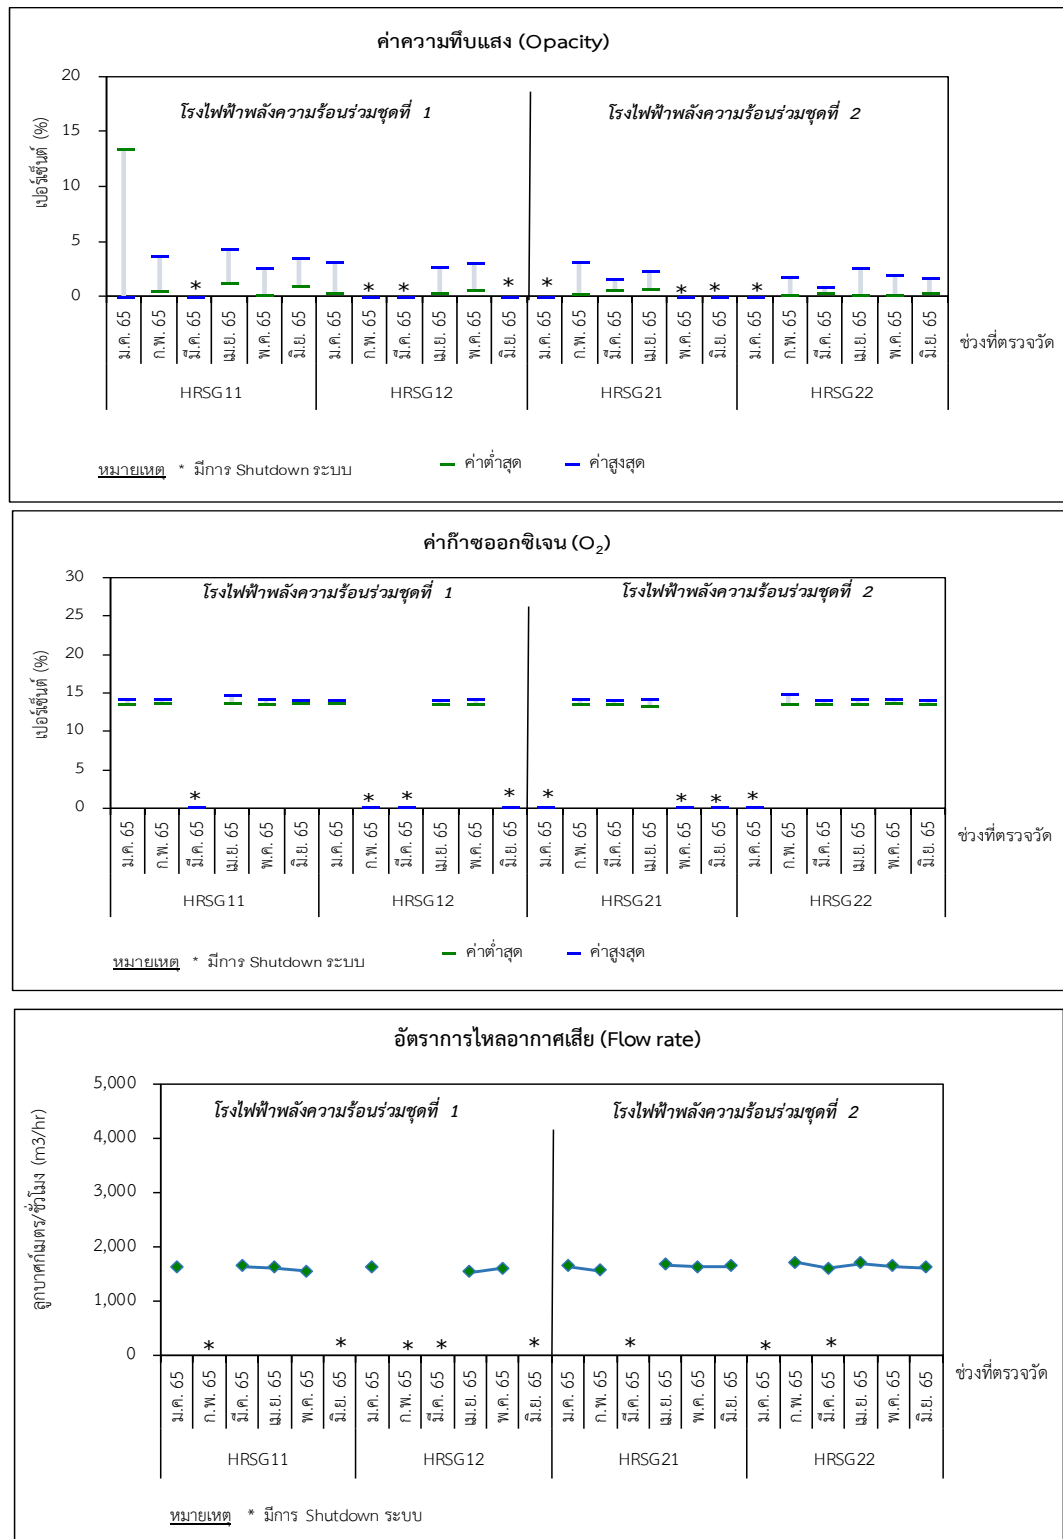 ค่าความทึบแสง (Opacity)
โรงไฟฟ้าพลังความร้อนร่วมชุดที่ 1 โรงไฟฟ้าพลังความร้อนร่วมชุดที่ 2
เปอร์เซ็นต์ (%)
20
15
10
5
0
* * * * * * * *
ม.ค. 65 ก.พ. 65 มี.ค. 65 เม.ย. 65 พ.ค. 65 มิ.ย. 65 ม.ค. 65 ก.พ. 65 มี.ค. 65 เม.ย. 65 พ.ค. 65 มิ.ย. 65 ม.ค. 65 ก.พ. 65 มี.ค. 65 เม.ย. 65 พ.ค. 65 มิ.ย. 65 ม.ค. 65 ก.พ. 65 มี.ค. 65 เม.ย. 65 พ.ค. 65 มิ.ย. 65 ช่วงที่ตรวจวัด
HRSG11 HRSG12 HRSG21 HRSG22
หมายเหตุ * มีการ Shutdown ระบบ ค่าต่ำสุด ค่าสูงสุด
ค่าก๊าซออกซิเจน (O₂)
โรงไฟฟ้าพลังความร้อนร่วมชุดที่ 1 โรงไฟฟ้าพลังความร้อนร่วมชุดที่ 2
เปอร์เซ็นต์ (%)
30
25
20
15
10
5
0
* * * * * * * *
ม.ค. 65 ก.พ. 65 มี.ค. 65 เม.ย. 65 พ.ค. 65 มิ.ย. 65 ม.ค. 65 ก.พ. 65 มี.ค. 65 เม.ย. 65 พ.ค. 65 มิ.ย. 65 ม.ค. 65 ก.พ. 65 มี.ค. 65 เม.ย. 65 พ.ค. 65 มิ.ย. 65 ม.ค. 65 ก.พ. 65 มี.ค. 65 เม.ย. 65 พ.ค. 65 มิ.ย. 65 ช่วงที่ตรวจวัด
HRSG11 HRSG12 HRSG21 HRSG22
หมายเหตุ * มีการ Shutdown ระบบ ค่าต่ำสุด ค่าสูงสุด
อัตราการไหลอากาศเสีย (Flow rate)
โรงไฟฟ้าพลังความร้อนร่วมชุดที่ 1 โรงไฟฟ้าพลังความร้อนร่วมชุดที่ 2
ลูกบาศก์เมตร/ชั่วโมง (m3/hr)
5,000
4,000
3,000
2,000
1,000
0
* * * * * * * *
ม.ค. 65 ก.พ. 65 มี.ค. 65 เม.ย. 65 พ.ค. 65 มิ.ย. 65 ม.ค. 65 ก.พ. 65 มี.ค. 65 เม.ย. 65 พ.ค. 65 มิ.ย. 65 ม.ค. 65 ก.พ. 65 มี.ค. 65 เม.ย. 65 พ.ค. 65 มิ.ย. 65 ม.ค. 65 ก.พ. 65 มี.ค. 65 เม.ย. 65 พ.ค. 65 มิ.ย. 65 ช่วงที่ตรวจวัด
HRSG11 HRSG12 HRSG21 HRSG22
หมายเหตุ * มีการ Shutdown ระบบ